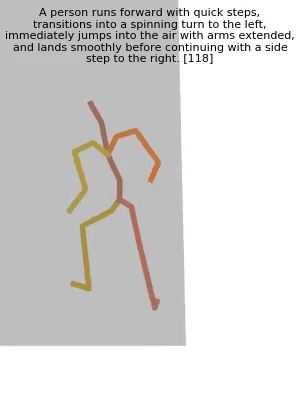 A person runs forward with quick steps,
transitions into a spinning turn to the left,
immediately jumps into the air with arms extended,
and lands smoothly before continuing with a side
step to the right. [118]